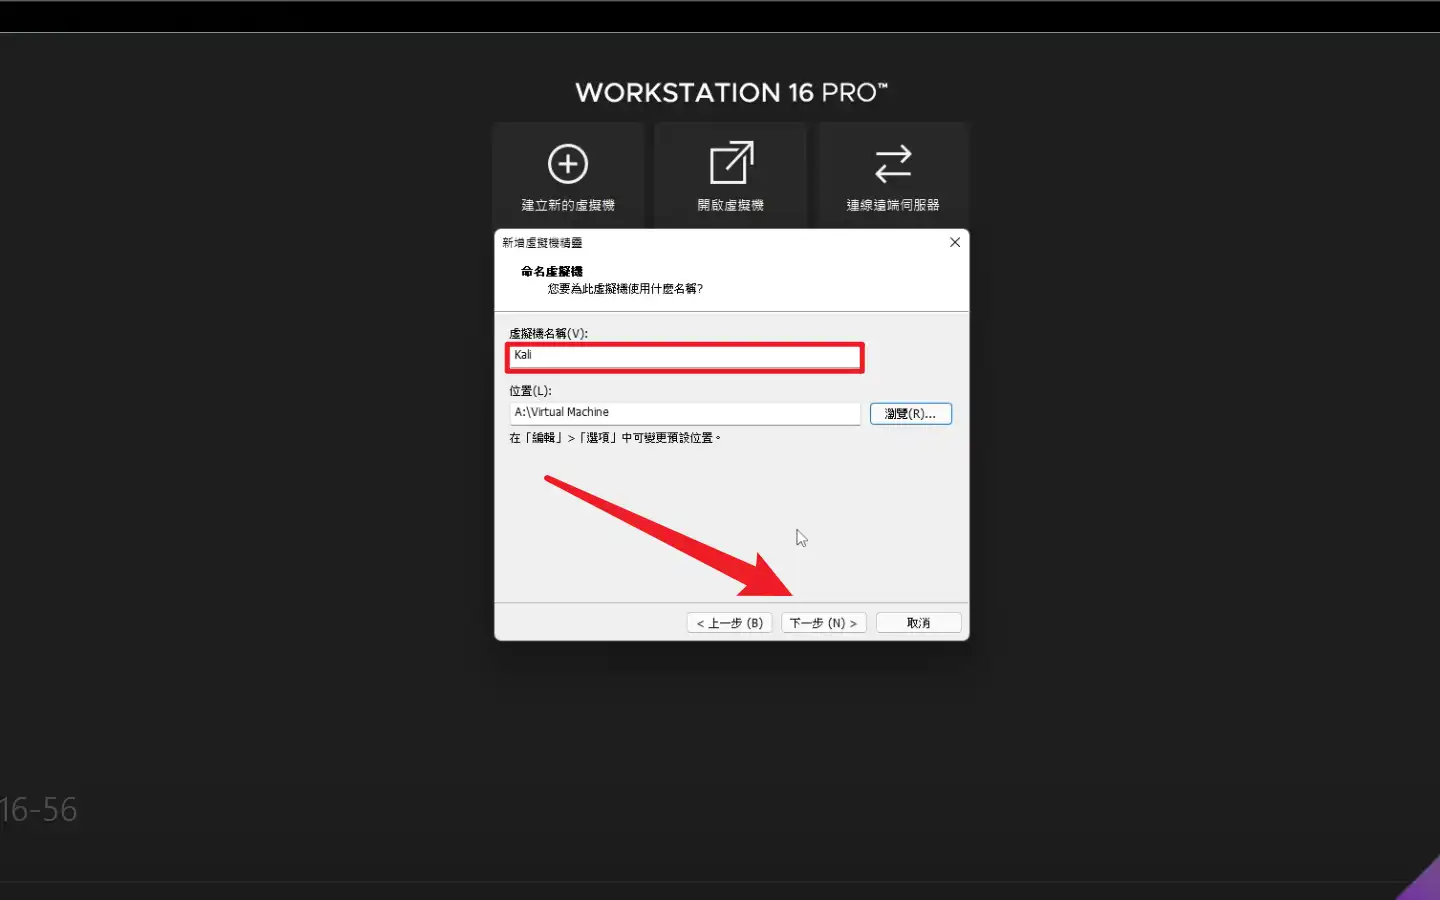 WORKSTATION 16 PRO™
建立新的虛擬機
開啟虛擬機
連線遠端伺服器
新增虛擬機精靈
命名虛擬機
您要為此虛擬機使用什麼名稱?
虛擬機名稱(V):
Kali
位置(L):
A:\Virtual Machine
瀏覽(R)...
在「編輯」>「選項」中可變更預設位置。
< 上一步 (B)
下一步 (N) >
取消
16-56